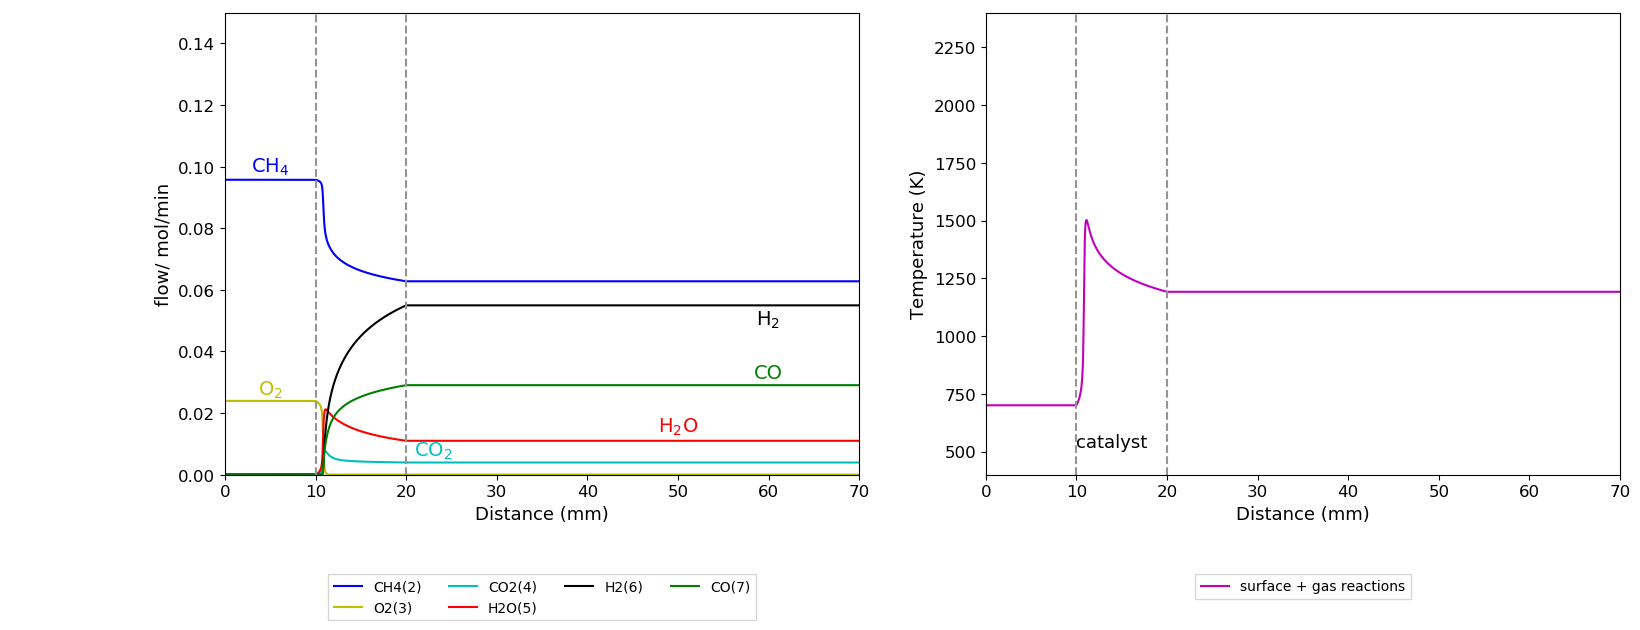 0.14
0.12
0.10
0.08
0.06
0.04
0.02
0.00
flow/ mol/min
CH₄
O₂
H₂
CO
H₂O
CO₂
0 10 20 30 40 50 60 70
Distance (mm)
CH4(2) CO2(4) H2(6) CO(7)
O2(3) H2O(5)
2250
2000
1750
1500
1250
1000
750
500
Temperature (K)
catalyst
0 10 20 30 40 50 60 70
Distance (mm)
surface + gas reactions